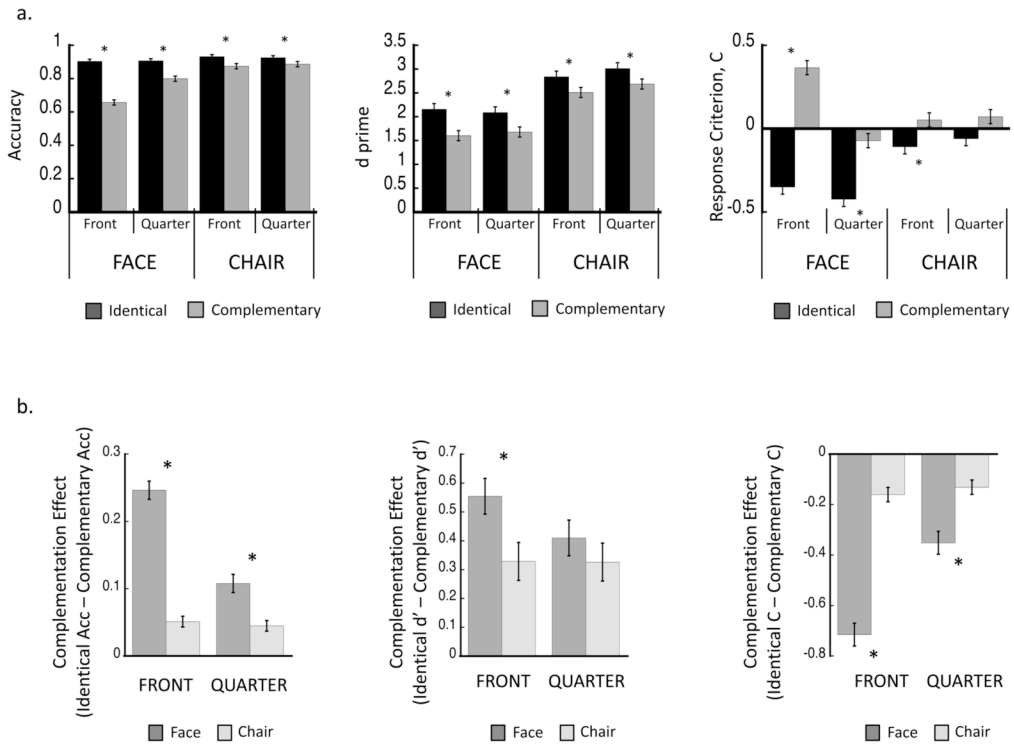 a.
Accuracy
1
0.8
0.6
0.4
0.2
0
* * * *
Front Quarter Front Quarter
FACE CHAIR
Identical Complementary
d prime
3.5
3
2.5
2
1.5
1
0.5
0
* * * *
Front Quarter Front Quarter
FACE CHAIR
Identical Complementary
Response Criterion, C
0.5
0
-0.5
* * *
Front Quarter Front Quarter
FACE CHAIR
Identical Complementary
b.
Complementation Effect
(Identical Acc – Complementary Acc)
0.3
0.2
0.1
0
* *
FRONT QUARTER
Face Chair
Complementation Effect
(Identical d’ – Complementary d’)
0.7
0.6
0.5
0.4
0.3
0.2
0.1
0
*
FRONT QUARTER
Face Chair
Complementation Effect
(Identical C – Complementary C)
0
-0.2
-0.4
-0.6
-0.8
* *
FRONT QUARTER
Face Chair